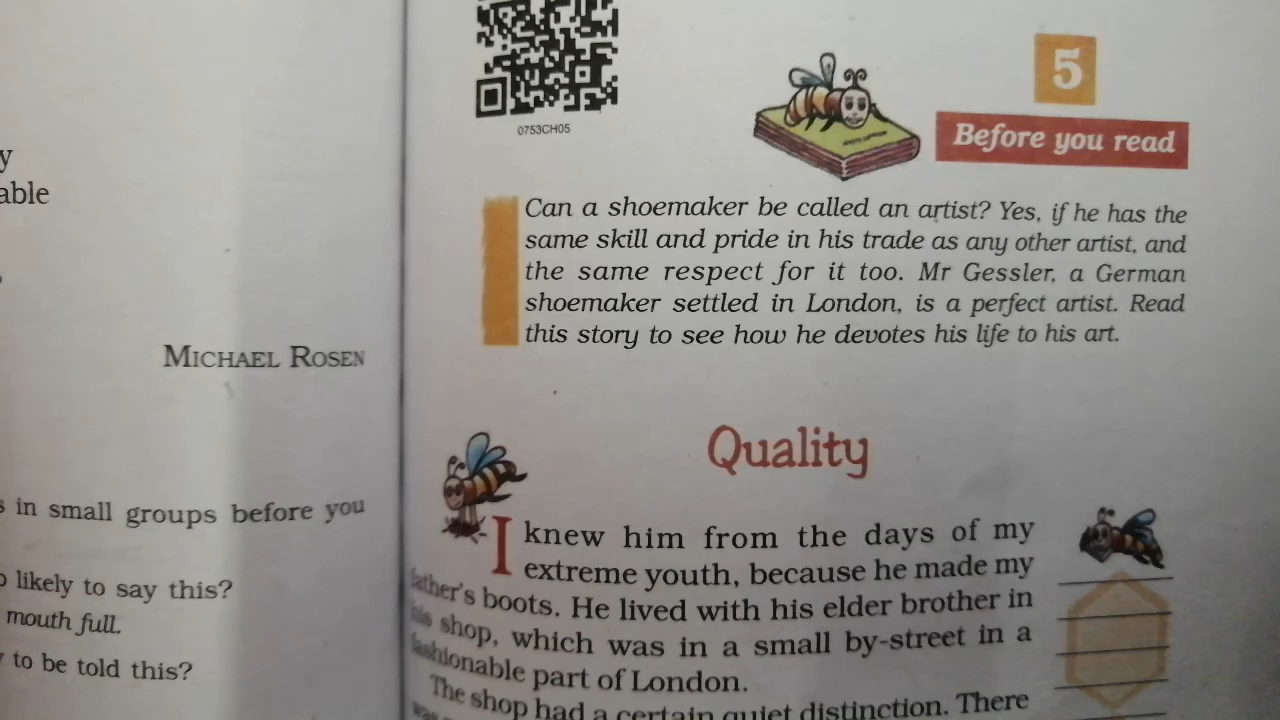 y
able
MICHAEL ROSEN
s in small groups before you
likely to say this?
mouth full.
to be told this?
0753CH05
5
Before you read
Can a shoemaker be called an artist? Yes, if he has the
same skill and pride in his trade as any other artist, and
the same respect for it too. Mr Gessler, a German
shoemaker settled in London, is a perfect artist. Read
this story to see how he devotes his life to his art.
Quality
I knew him from the days of my
extreme youth, because he made my
father's boots. He lived with his elder brother in
his shop, which was in a small by-street in a
fashionable part of London.
The shop had a certain quiet distinction. There